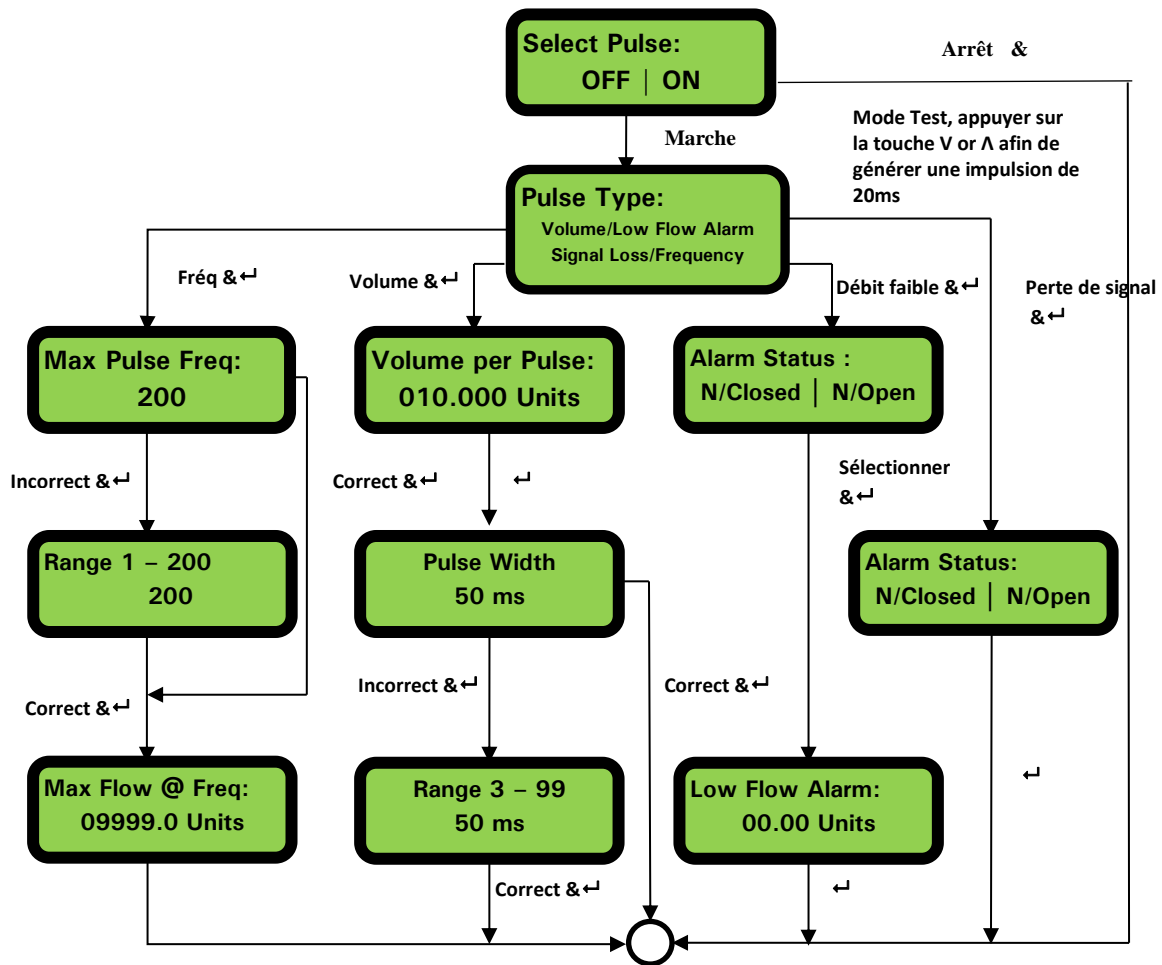 Select Pulse:
OFF | ON
Arrêt &
Marche
Mode Test, appuyer sur
la touche V or Λ afin de
générer une impulsion de
20ms
Pulse Type:
Volume/Low Flow Alarm
Signal Loss/Frequency
Fréq &↵
Volume &↵
Débit faible &↵
Perte de signal
&↵
Max Pulse Freq:
200
Volume per Pulse:
010.000 Units
Alarm Status :
N/Closed | N/Open
Incorrect &↵
Correct &↵
↵
Sélectionner
&↵
Range 1 – 200
200
Pulse Width
50 ms
Alarm Status:
N/Closed | N/Open
Correct &↵
Incorrect &↵
Correct &↵
Max Flow @ Freq:
09999.0 Units
Range 3 – 99
50 ms
Low Flow Alarm:
00.00 Units
↵
Correct &↵
↵